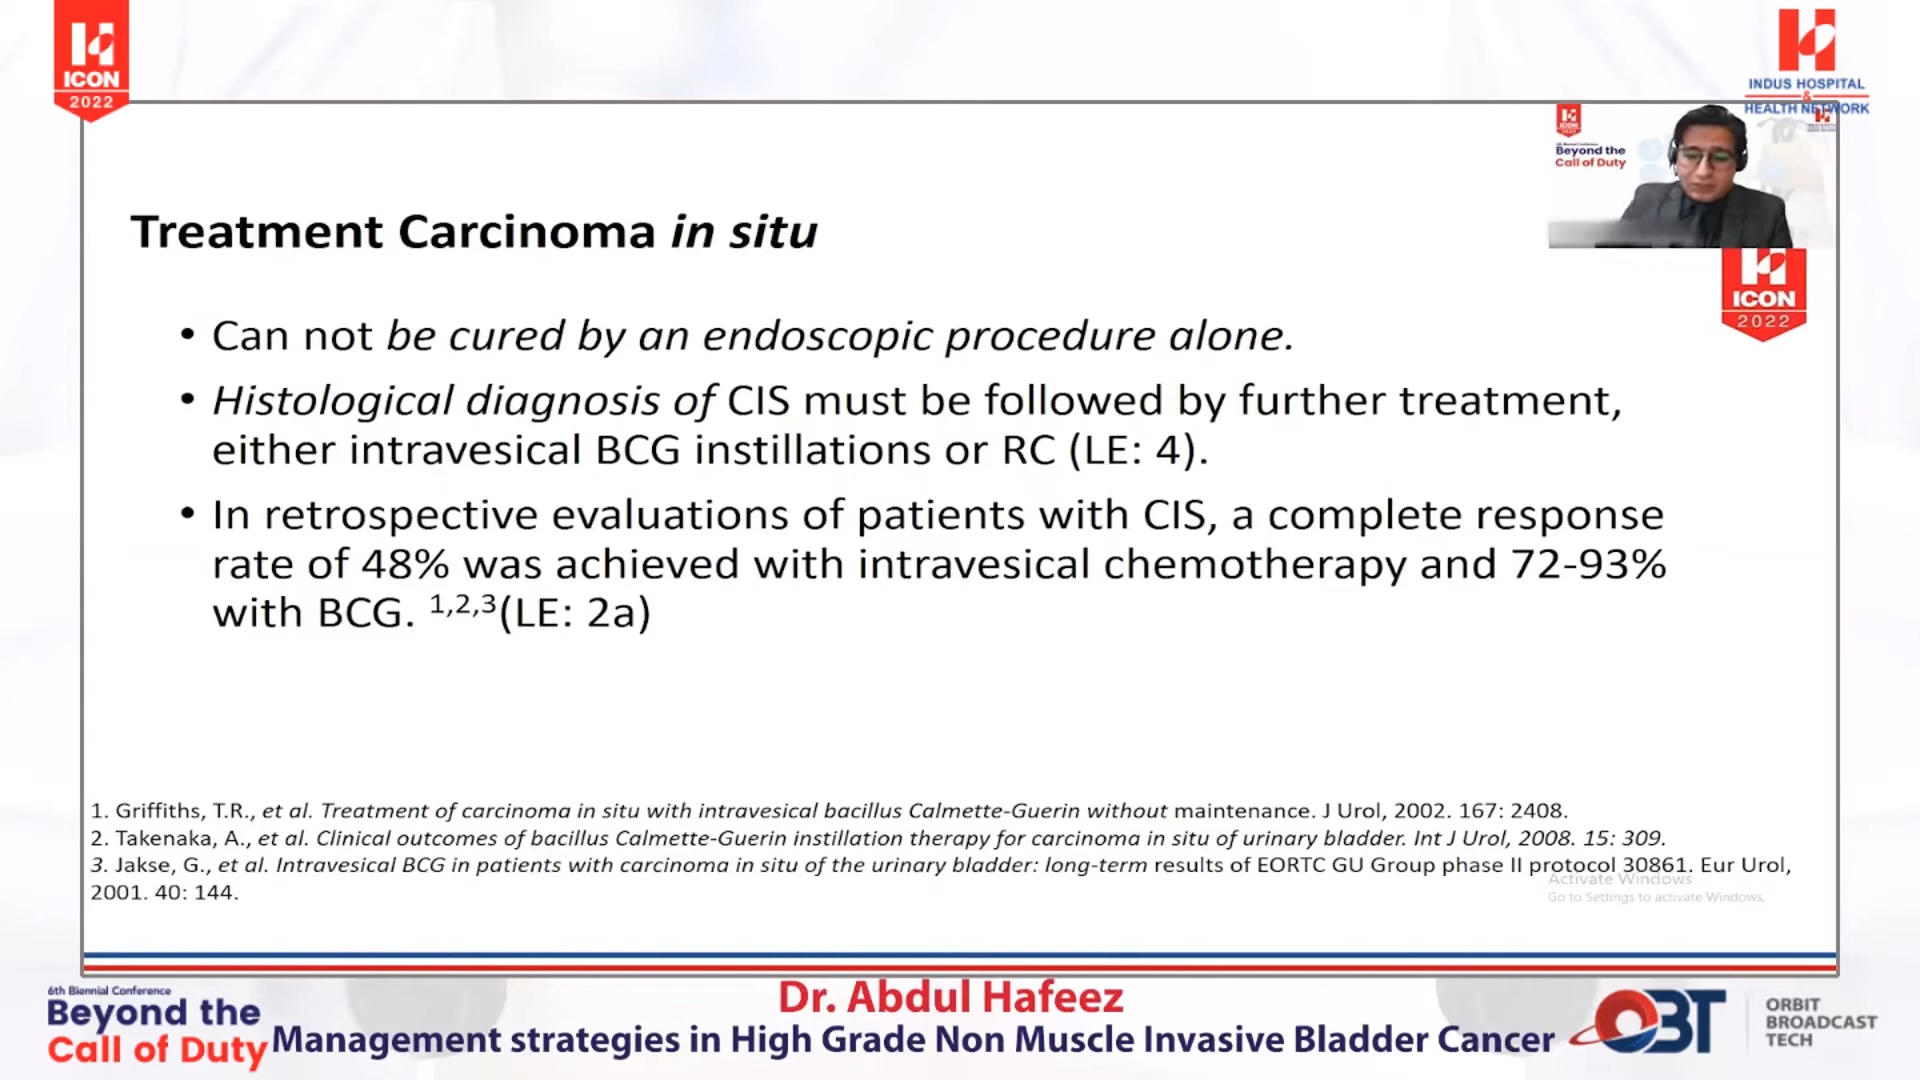 ICON
2022
INDUS HOSPITAL
&
HEALTH NETWORK
Beyond the
Call of Duty
ICON
2022
Treatment Carcinoma in situ
• Can not be cured by an endoscopic procedure alone.
• Histological diagnosis of CIS must be followed by further treatment,
either intravesical BCG instillations or RC (LE: 4).
• In retrospective evaluations of patients with CIS, a complete response
rate of 48% was achieved with intravesical chemotherapy and 72-93%
with BCG. 1,2,3(LE: 2a)
1. Griffiths, T.R., et al. Treatment of carcinoma in situ with intravesical bacillus Calmette-Guerin without maintenance. J Urol, 2002. 167: 2408.
2. Takenaka, A., et al. Clinical outcomes of bacillus Calmette-Guerin instillation therapy for carcinoma in situ of urinary bladder. Int J Urol, 2008. 15: 309.
3. Jakse, G., et al. Intravesical BCG in patients with carcinoma in situ of the urinary bladder: long-term results of EORTC GU Group phase II protocol 30861. Eur Urol,
2001. 40: 144.
Activate Windows
Go to Settings to activate Windows.
6th Biennial Conference
Beyond the
Call of Duty
Dr. Abdul Hafeez
Management strategies in High Grade Non Muscle Invasive Bladder Cancer
OBT
ORBIT
BROADCAST
TECH